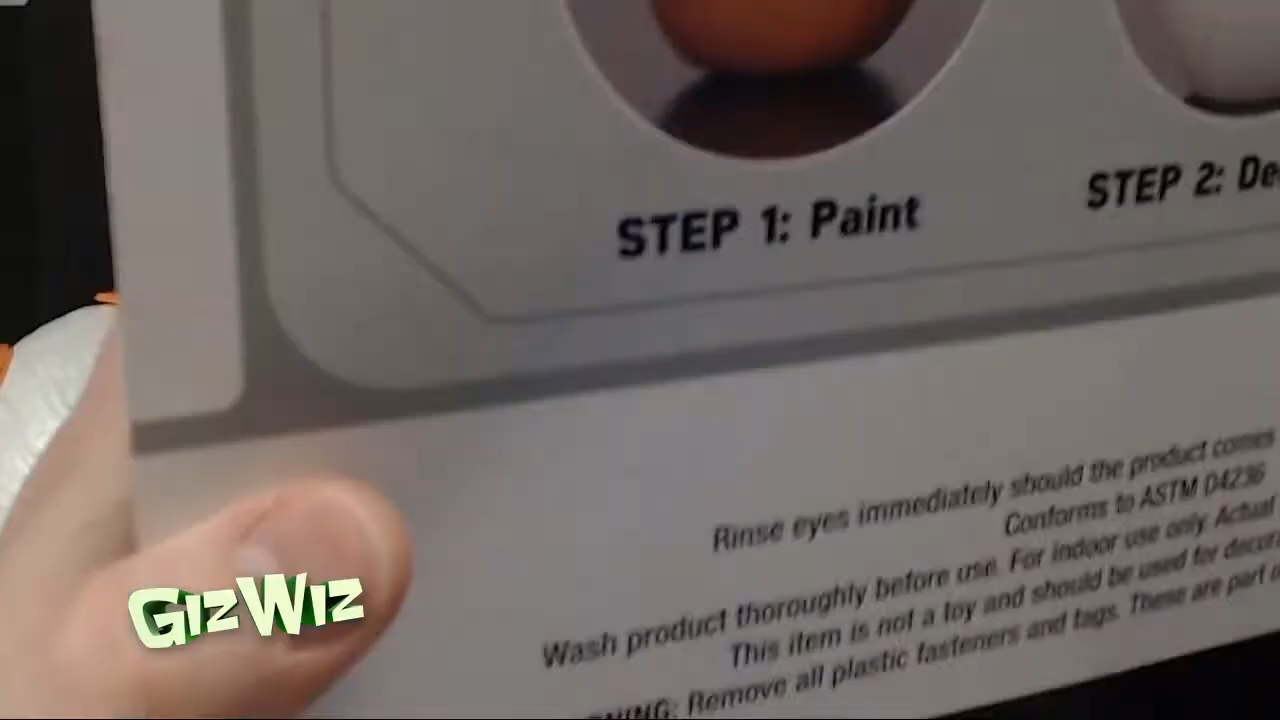 STEP 1: Paint
STEP 2: De
Rinse eyes immediately should the product comes
Conforms to ASTM D4236
Wash product thoroughly before use. For indoor use only. Actual
This item is not a toy and should be used for decor
Remove all plastic fasteners and tags. These are part
GIZWIZ